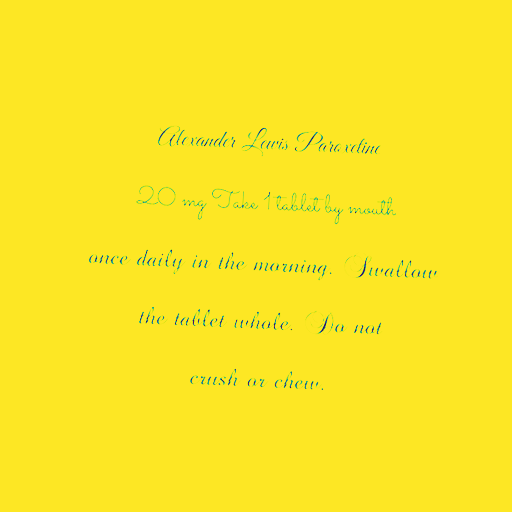 Alexander Lewis Paroxetine
20 mg Take 1 tablet by mouth
once daily in the morning. Swallow
the tablet whole. Do not
crush or chew.